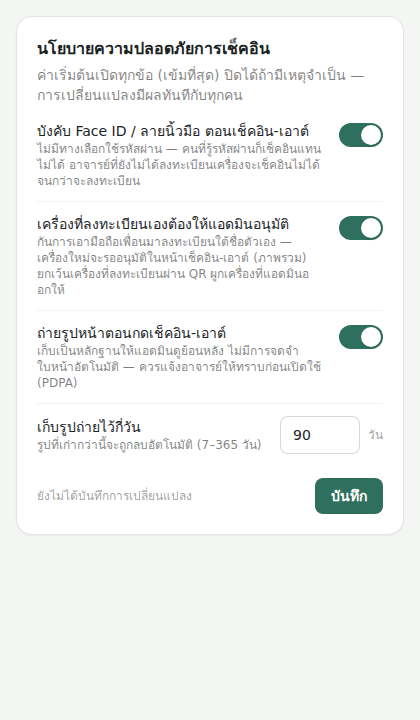 นโยบายความปลอดภัยการเช็คอิน
ค่าเริ่มต้นเปิดทุกข้อ (เข้มที่สุด) ปิดได้ถ้ามีเหตุจำเป็น —
การเปลี่ยนแปลงมีผลทันทีกับทุกคน
บังคับ Face ID / ลายนิ้วมือ ตอนเช็คอิน-เอาต์
ไม่มีทางเลือกใช้รหัสผ่าน — คนที่รู้รหัสผ่านก็เช็คอินแทน
ไม่ได้ อาจารย์ที่ยังไม่ได้ลงทะเบียนเครื่องจะเช็คอินไม่ได้
จนกว่าจะลงทะเบียน
เครื่องที่ลงทะเบียนเองต้องให้แอดมินอนุมัติ
กันการเอามือถือเพื่อนมาลงทะเบียนใต้ชื่อตัวเอง —
เครื่องใหม่จะรออนุมัติในหน้าเช็คอิน-เอาต์ (ภาพรวม)
ยกเว้นเครื่องที่ลงทะเบียนผ่าน QR ผูกเครื่องที่แอดมินอ
อกให้
ถ่ายรูปหน้าตอนกดเช็คอิน-เอาต์
เก็บเป็นหลักฐานให้แอดมินดูย้อนหลัง ไม่มีการจดจำ
ใบหน้าอัตโนมัติ — ควรแจ้งอาจารย์ให้ทราบก่อนเปิดใช้
(PDPA)
เก็บรูปถ่ายไว้กี่วัน
รูปที่เก่ากว่านี้จะถูกลบอัตโนมัติ (7–365 วัน)
90
วัน
ยังไม่ได้บันทึกการเปลี่ยนแปลง
บันทึก